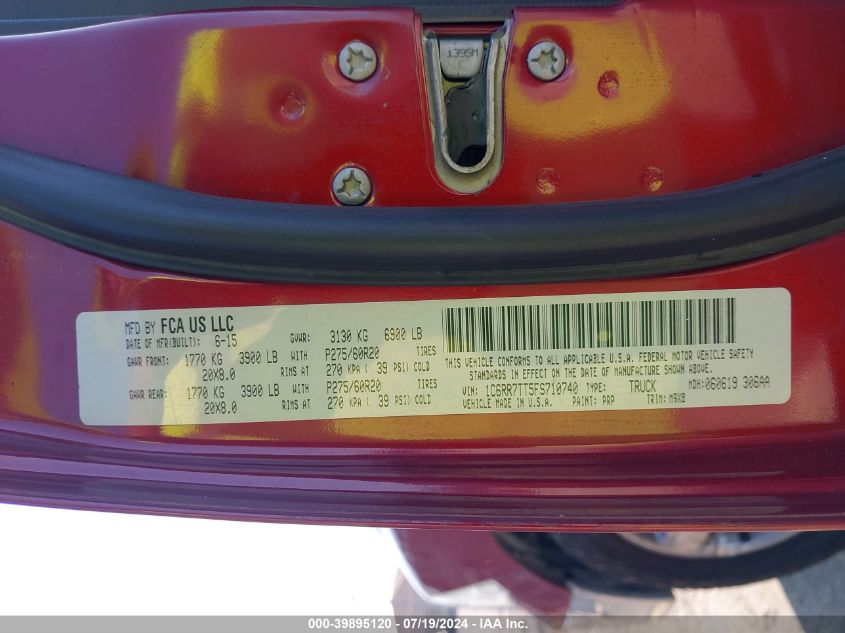 1395M
MFD BY FCA US LLC
DATE OF MFR(BUILT): 6-15 GVWR: 3130 KG 6900 LB
GAWR FRONT: 1770 KG 3900 LB WITH P275/60R20 TIRES
20X8.0 RIMS AT 270 KPA ( 39 PSI) COLD
GAWR REAR: 1770 KG 3900 LB WITH P275/60R20 TIRES
20X8.0 RIMS AT 270 KPA ( 39 PSI) COLD
THIS VEHICLE CONFORMS TO ALL APPLICABLE U.S.A. FEDERAL MOTOR VEHICLE SAFETY
STANDARDS IN EFFECT ON THE DATE OF MANUFACTURE SHOWN ABOVE.
VIN: 1C6RR7TT5FS710740 TYPE: TRUCK MDH: 060619 306AA
VEHICLE MADE IN U.S.A. PAINT: PRP TRIM: M9X8
000-39895120 - 07/19/2024 - IAA Inc.